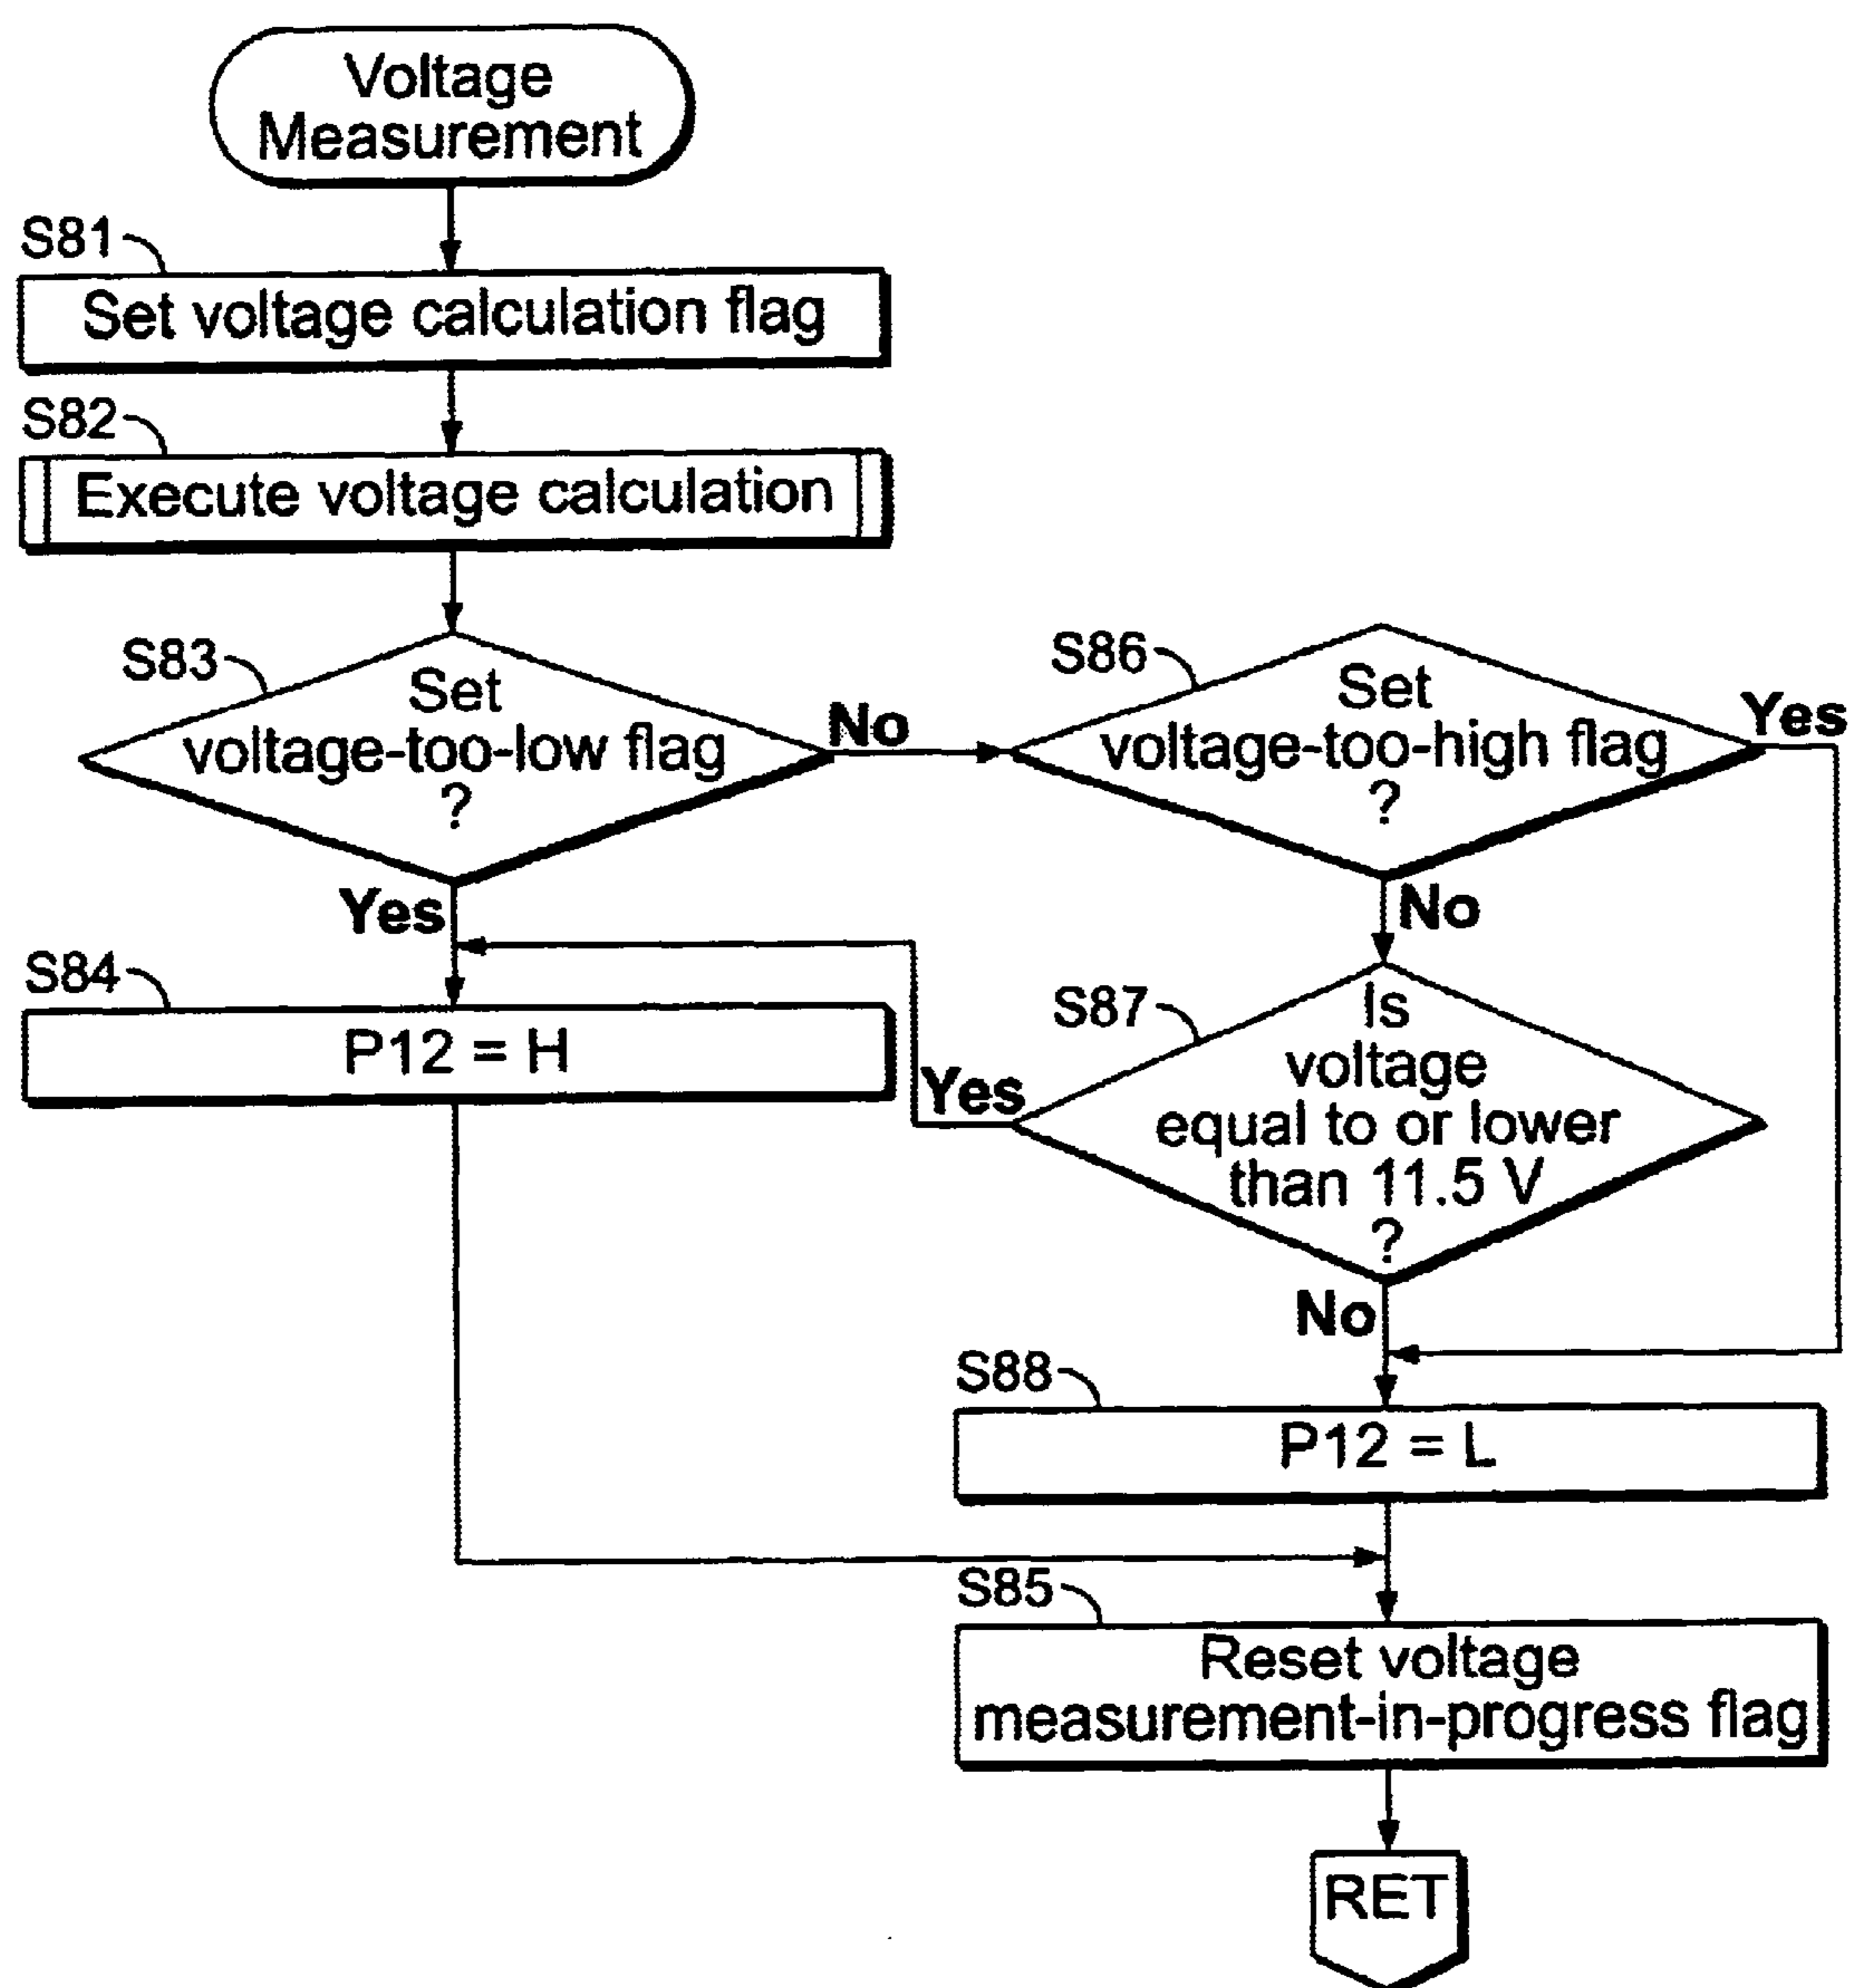 Voltage
Measurement
S81
Set voltage calculation flag
S82
Execute voltage calculation
S83
Set
voltage-too-low flag
?
No
Yes
S86
Set
voltage-too-high flag
?
Yes
No
S84
P12 = H
S87
Is
voltage
equal to or lower
than 11.5 V
?
Yes
No
S88
P12 = L
S85
Reset voltage
measurement-in-progress flag
RET